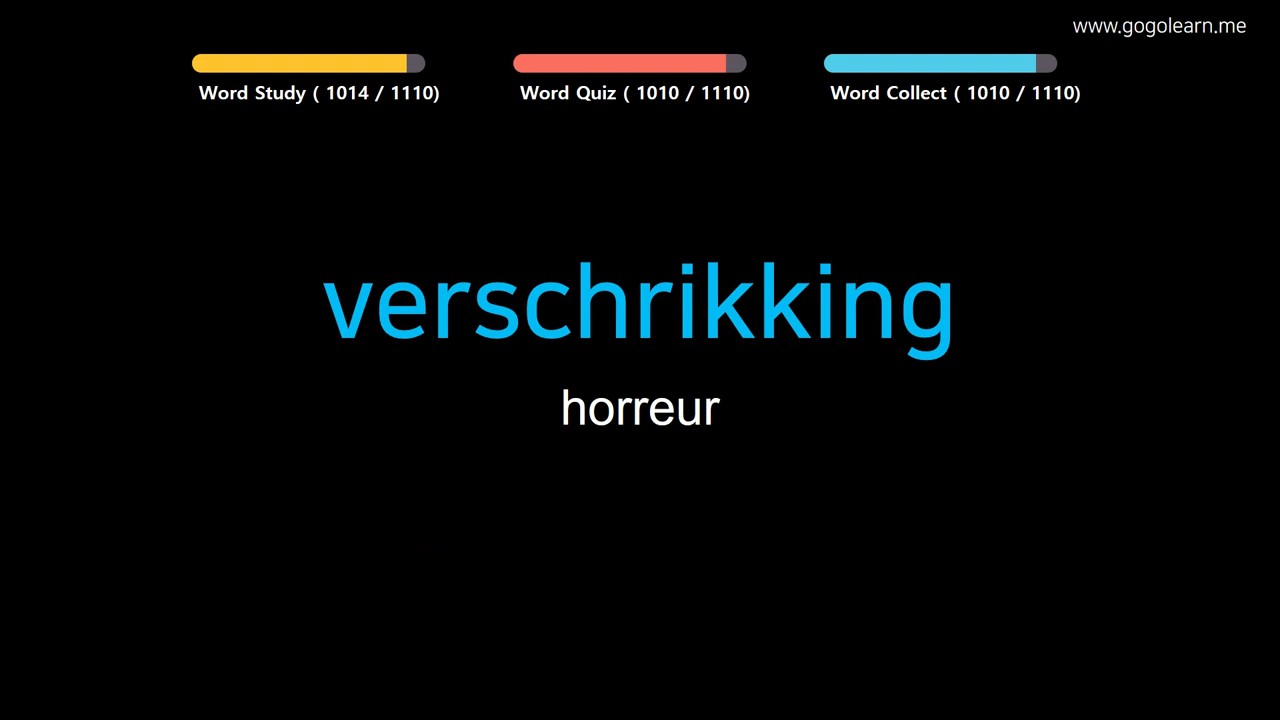 www.gogolearn.me
Word Study ( 1014 / 1110)
Word Quiz ( 1010 / 1110)
Word Collect ( 1010 / 1110)
verschrikking
horreur